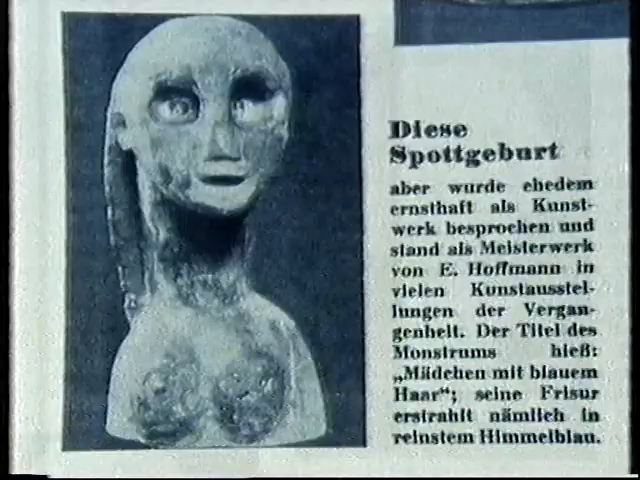 Diese
Spottgeburt
aber wurde ehedem
ernsthaft als Kunst-
werk besprochen und
stand als Meisterwerk
von E. Hoffmann in
vielen Kunstausstel-
lungen der Vergan-
genheit. Der Titel des
Monstrums hieß:
„Mädchen mit blauem
Haar“; seine Frisur
erstrahlt nämlich in
reinstem Himmelblau.